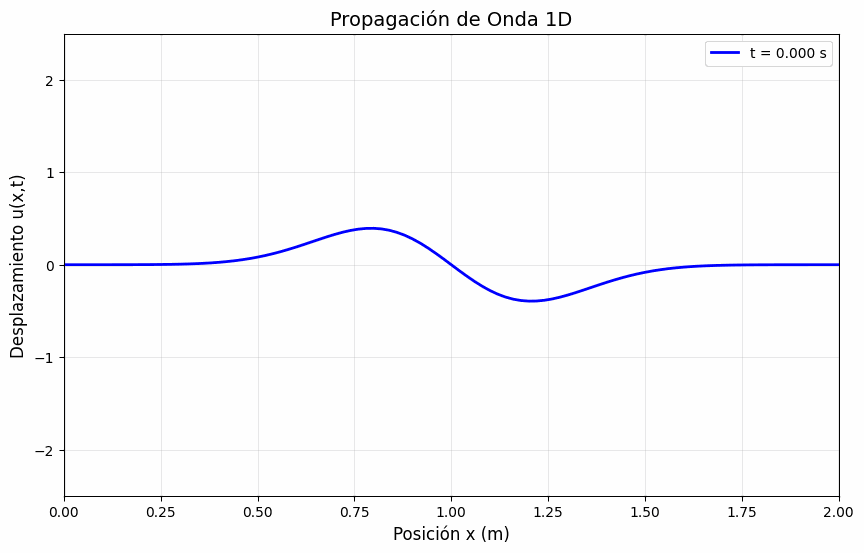 Propagación de Onda 1D
t = 0.000 s
Desplazamiento u(x,t)
2
1
0
−1
−2
0.00 0.25 0.50 0.75 1.00 1.25 1.50 1.75 2.00
Posición x (m)